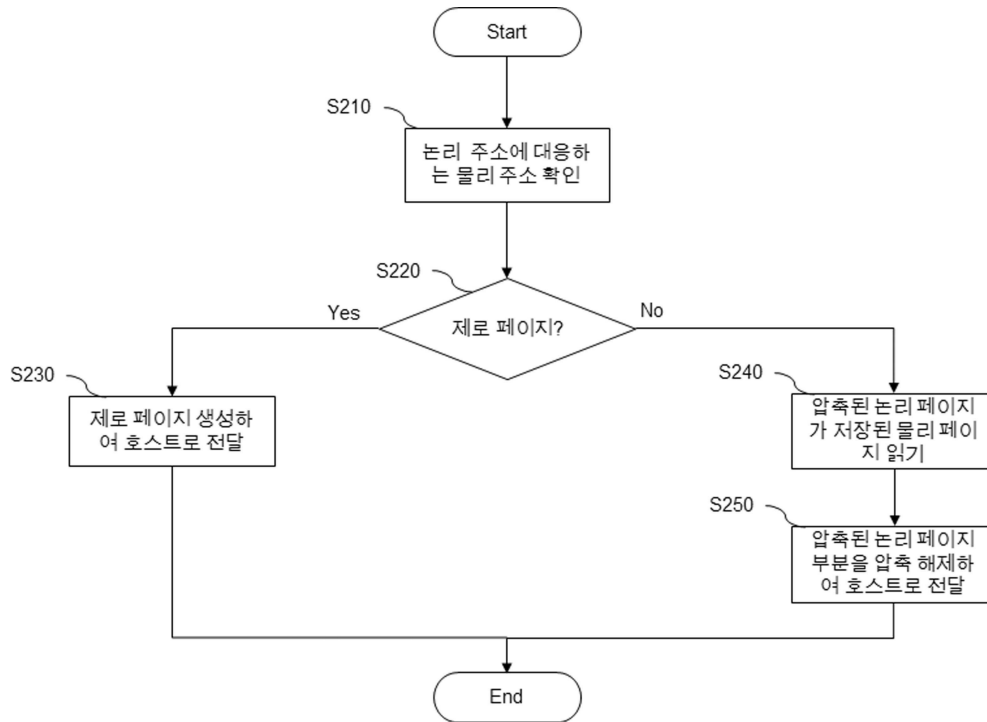 Start
S210
논리 주소에 대응하
는 물리 주소 확인
S220
제로 페이지?
Yes
No
S230
제로 페이지 생성하
여 호스트로 전달
S240
압축된 논리 페이지
가 저장된 물리 페이
지 읽기
S250
압축된 논리 페이지
부분을 압축 해제하
여 호스트로 전달
End